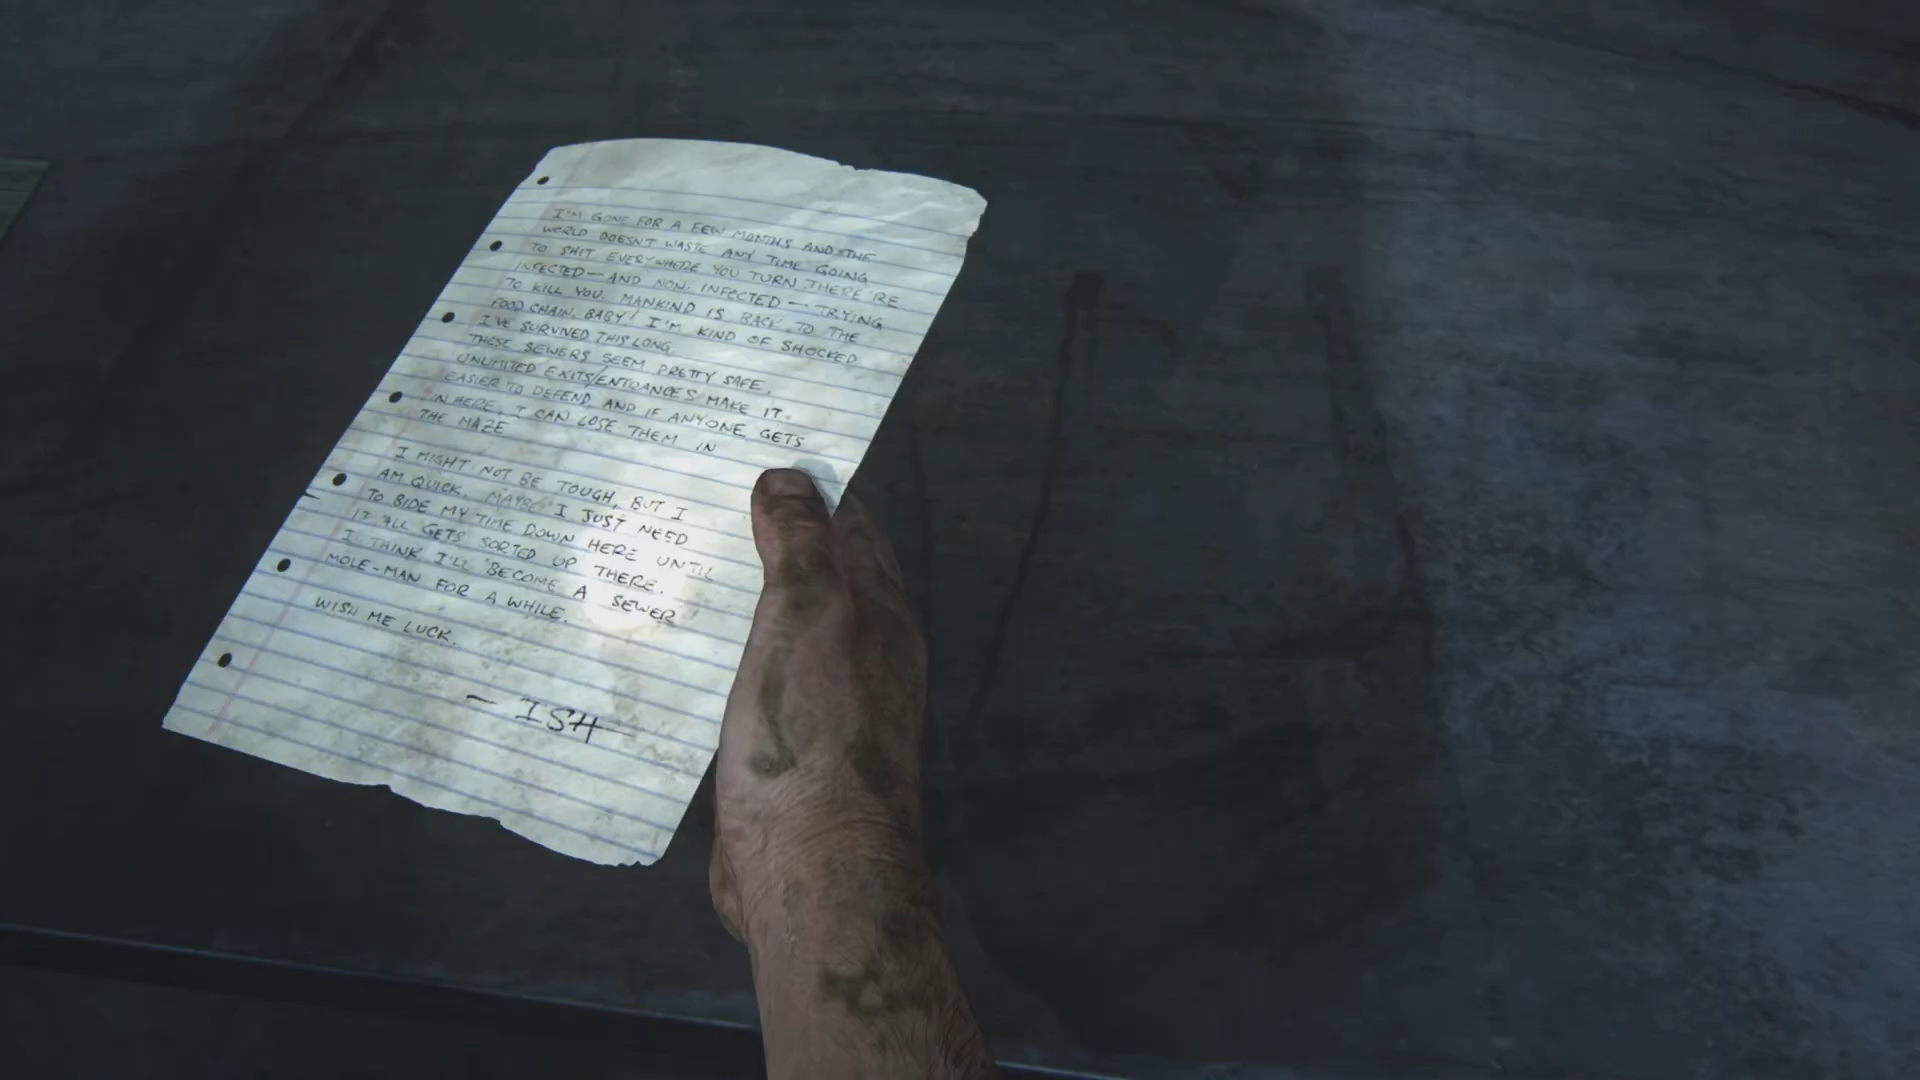 I'M GONE FOR A FEW MONTHS AND THE
WORLD DOESN'T WASTE ANY TIME GOING
TO SHIT. EVERYWHERE YOU TURN THERE'RE
INFECTED — AND NON-INFECTED — TRYING
TO KILL YOU. MANKIND IS BACK TO THE
FOOD CHAIN, BABY! I'M KIND OF SHOCKED
I'VE SURVIVED THIS LONG.
THESE SEWERS SEEM PRETTY SAFE.
UNLIMITED EXITS/ENTRANCES MAKE IT
EASIER TO DEFEND, AND IF ANYONE GETS
IN HERE, I CAN LOSE THEM IN
THE MAZE
I MIGHT NOT BE TOUGH, BUT I
AM QUICK. MAYBE I JUST NEED
TO BIDE MY TIME DOWN HERE UNTIL
IT ALL GETS SORTED UP THERE.
I THINK I'LL BECOME A SEWER
MOLE-MAN FOR A WHILE.
WISH ME LUCK.
— ISH